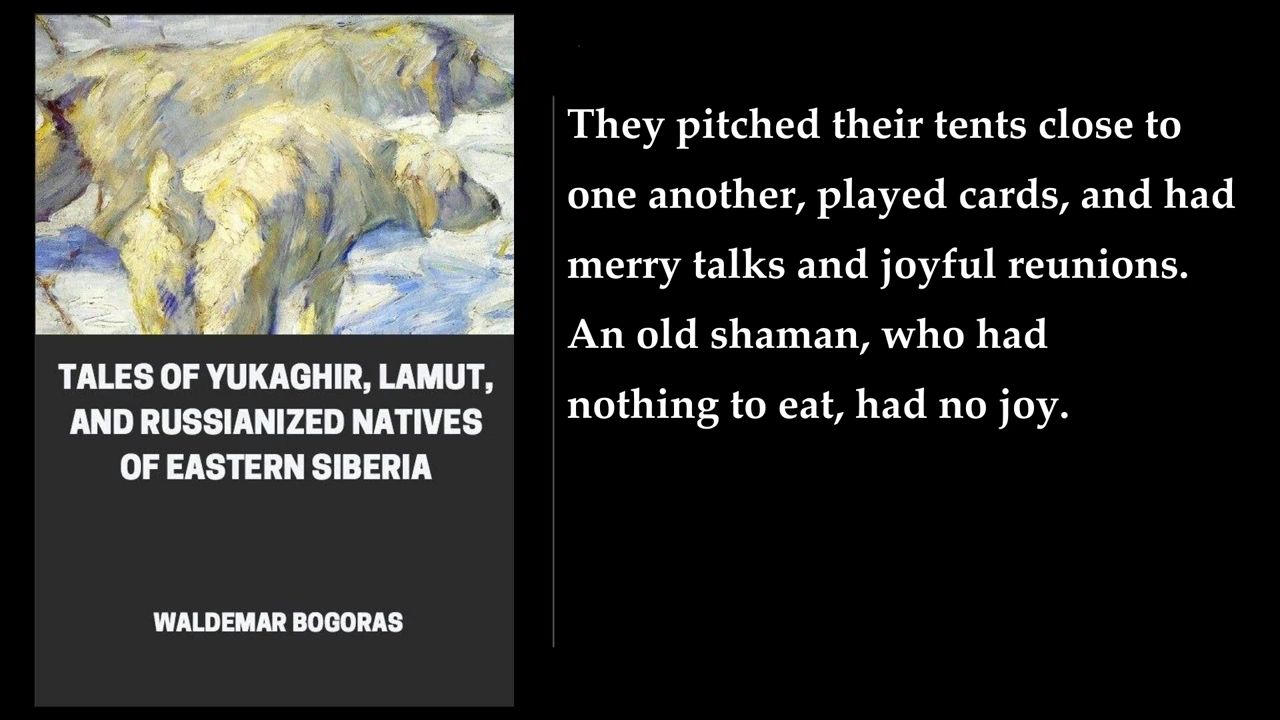 TALES OF YUKAGHIR, LAMUT,
AND RUSSIANIZED NATIVES
OF EASTERN SIBERIA
WALDEMAR BOGORAS
They pitched their tents close to
one another, played cards, and had
merry talks and joyful reunions.
An old shaman, who had
nothing to eat, had no joy.